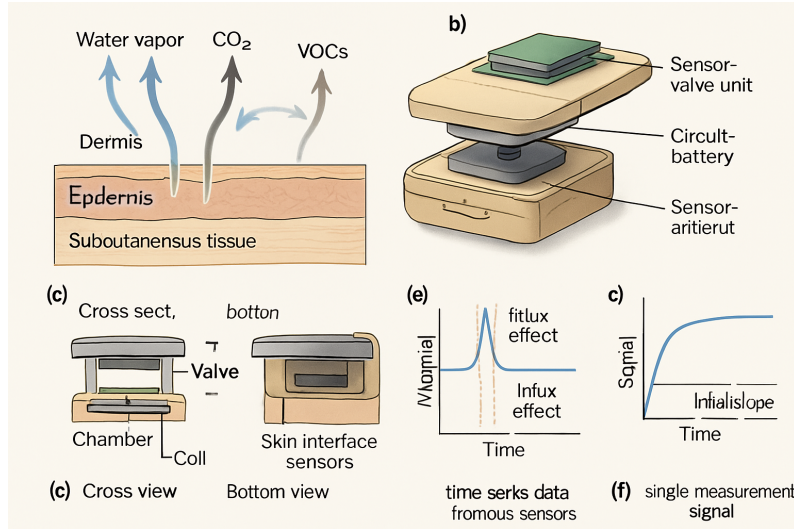 Water vapor
CO₂
VOCs
Dermis
Epdernis
Suboutanensus tissue
b)
Sensor-
valve unit
Circult-
battery
Sensor-
aritierut
(c)
Cross sect,
botton
Valve
Chamber
Coll
Skin interface
sensors
(c) Cross view
Bottom view
(e)
fitlux
effect
Infux
effect
Time
time serks data
fromous sensors
c)
Infialislope
Time
(f) single measurement
signal